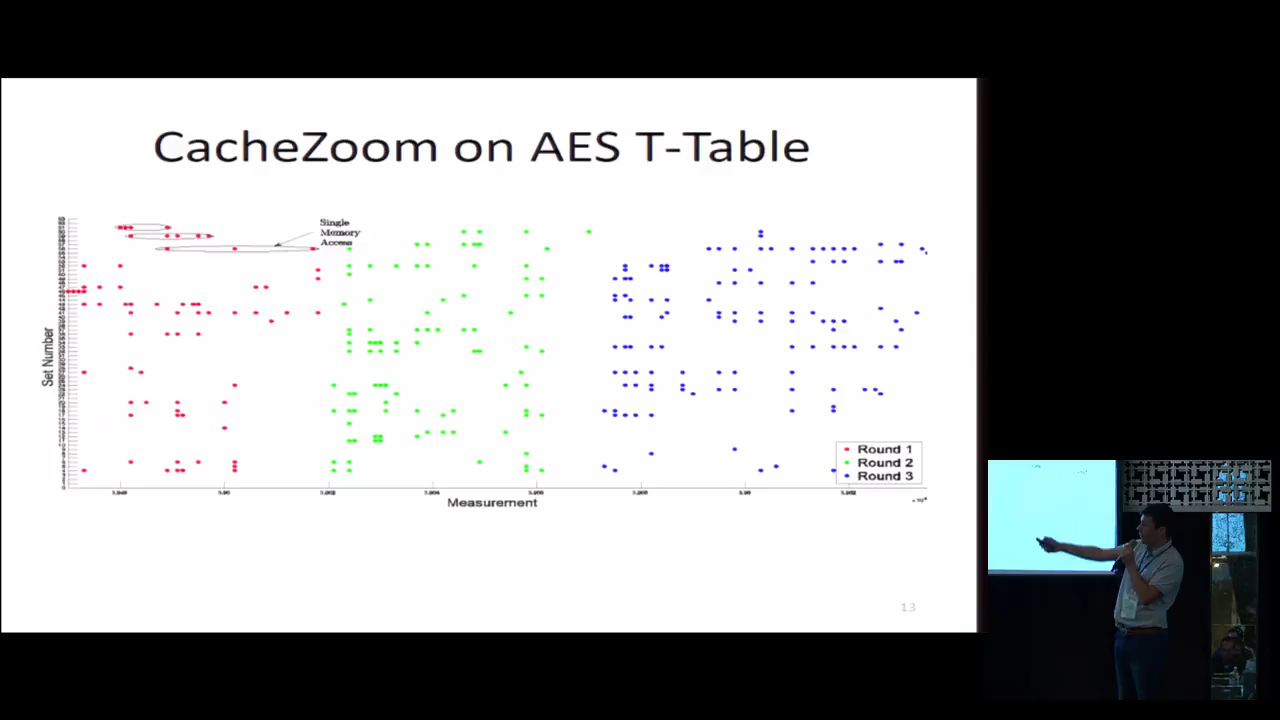 CacheZoom on AES T-Table
Single
Memory
Access
Set Number
Round 1
Round 2
Round 3
Measurement
13